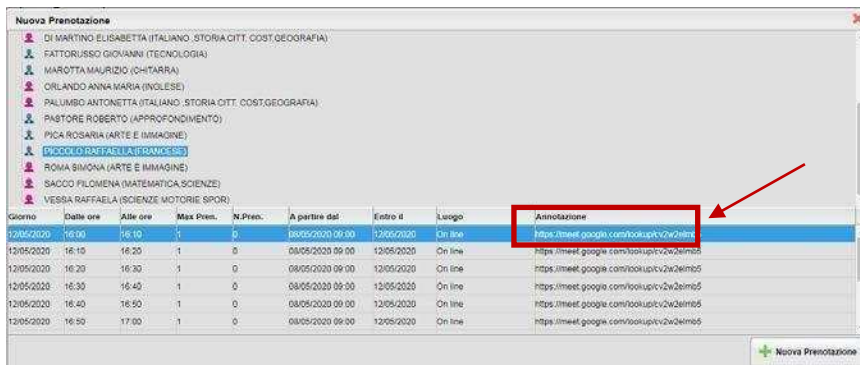 Nuova Prenotazione
DI MARTINO ELISABETTA (ITALIANO ,STORIA CITT. COST,GEOGRAFIA)
FATTORUSSO GIOVANNI (TECNOLOGIA)
MAROTTA MAURIZIO (CHITARRA)
ORLANDO ANNA MARIA (INGLESE)
PALUMBO ANTONETTA (ITALIANO ,STORIA CITT. COST,GEOGRAFIA)
PASTORE ROBERTO (APPROFONDIMENTO)
PICA ROSARIA (ARTE E IMMAGINE)
PICCOLO RAFFAELLA (FRANCESE)
ROMA SIMONA (ARTE E IMMAGINE)
SACCO FILOMENA (MATEMATICA,SCIENZE)
VESSA RAFFAELLA (SCIENZE MOTORIE SPOR)
Giorno Dalle ore Alle ore Max Pren. N.Pren. A partire dal Entro il Luogo Annotazione
12/05/2020 16:00 16:10 1 0 08/05/2020 09:00 12/05/2020 On line https://meet.google.com/lookup/cv2w2elmb5
12/05/2020 16:10 16:20 1 0 08/05/2020 09:00 12/05/2020 On line https://meet.google.com/lookup/cv2w2elmb5
12/05/2020 16:20 16:30 1 0 08/05/2020 09:00 12/05/2020 On line https://meet.google.com/lookup/cv2w2elmb5
12/05/2020 16:30 16:40 1 0 08/05/2020 09:00 12/05/2020 On line https://meet.google.com/lookup/cv2w2elmb5
12/05/2020 16:40 16:50 1 0 08/05/2020 09:00 12/05/2020 On line https://meet.google.com/lookup/cv2w2elmb5
12/05/2020 16:50 17:00 1 0 08/05/2020 09:00 12/05/2020 On line https://meet.google.com/lookup/cv2w2elmb5
Nuova Prenotazione